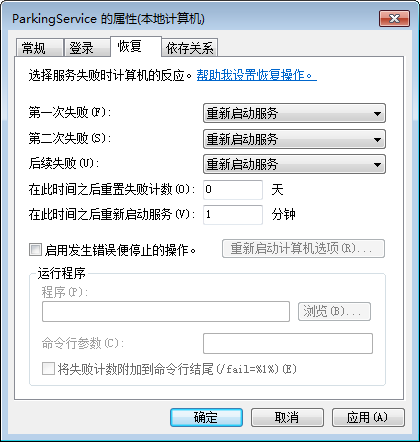 ParkingService 的属性(本地计算机)
常规 登录 恢复 依存关系
选择服务失败时计算机的反应。帮助我设置恢复操作。
第一次失败(F): 重新启动服务
第二次失败(S): 重新启动服务
后续失败(U): 重新启动服务
在此时间之后重置失败计数(O): 0 天
在此时间之后重新启动服务(V): 1 分钟
启用发生错误便停止的操作。 重新启动计算机选项(R)...
运行程序
程序(P):
浏览(B)...
命令行参数(C):
将失败计数附加到命令行结尾(/fail=%1%)(E)
确定 取消 应用(A)